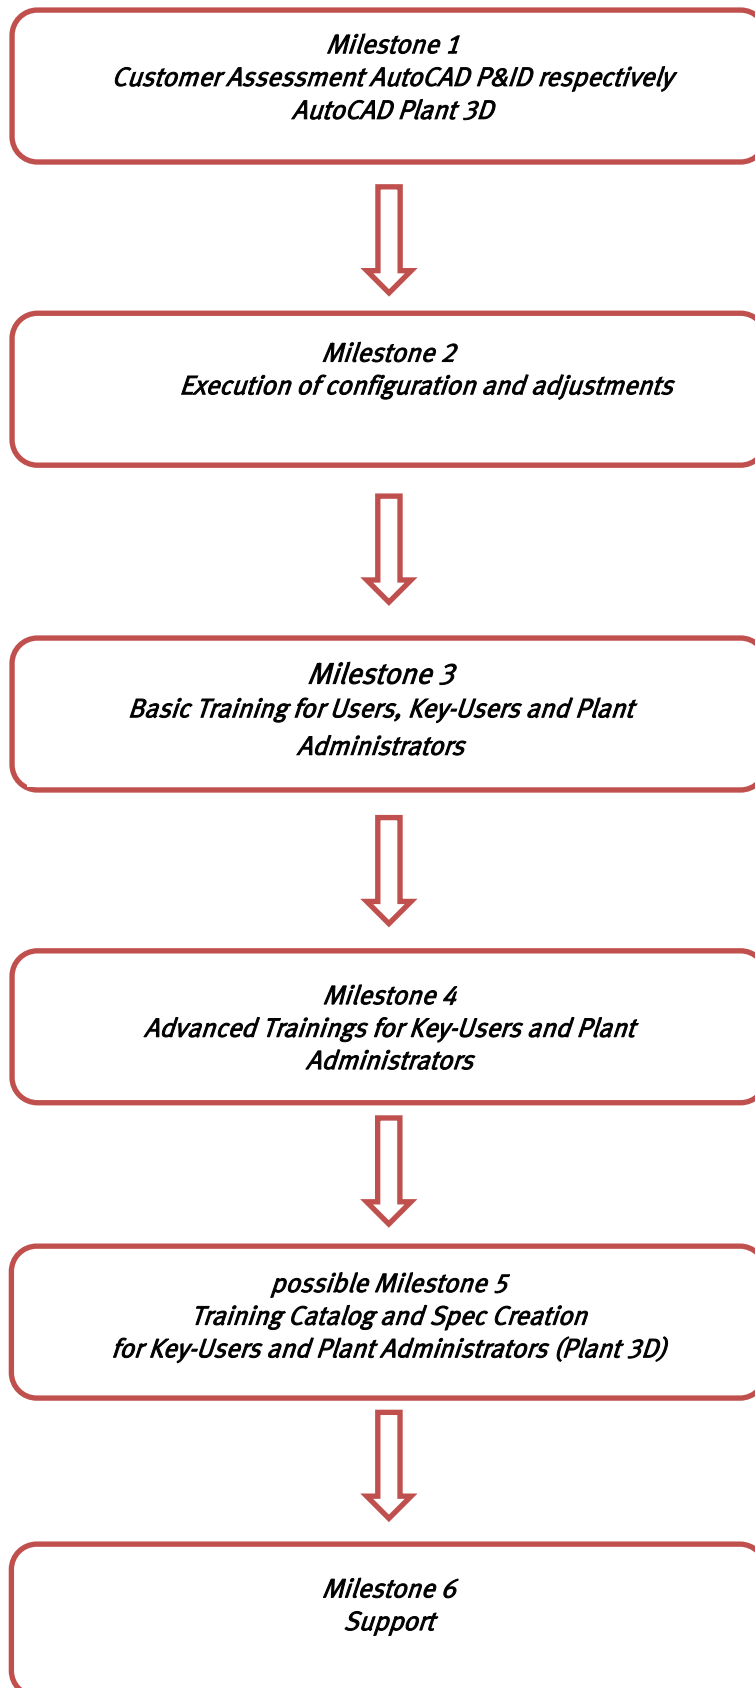 Milestone 1
Customer Assessment AutoCAD P&ID respectively
AutoCAD Plant 3D
Milestone 2
Execution of configuration and adjustments
Milestone 3
Basic Training for Users, Key-Users and Plant
Administrators
Milestone 4
Advanced Trainings for Key-Users and Plant
Administrators
possible Milestone 5
Training Catalog and Spec Creation
for Key-Users and Plant Administrators (Plant 3D)
Milestone 6
Support